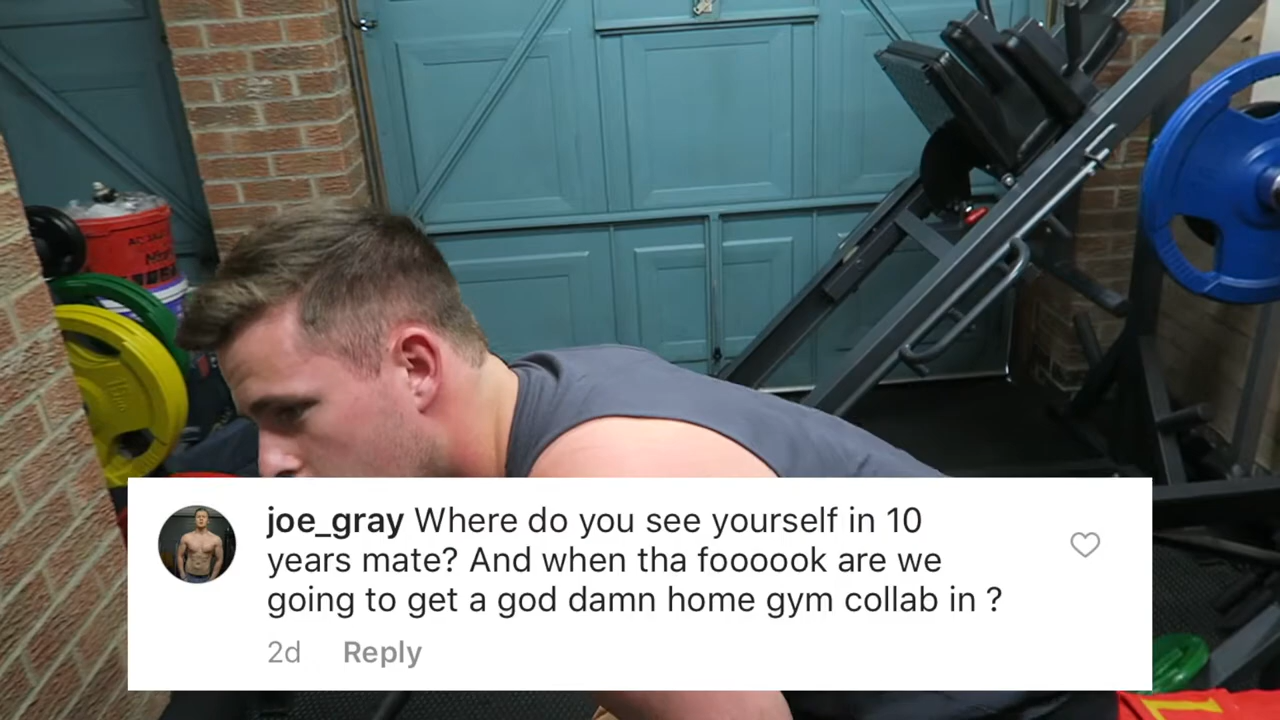 joe_gray Where do you see yourself in 10
years mate? And when tha foooook are we
going to get a god damn home gym collab in ?
2d Reply